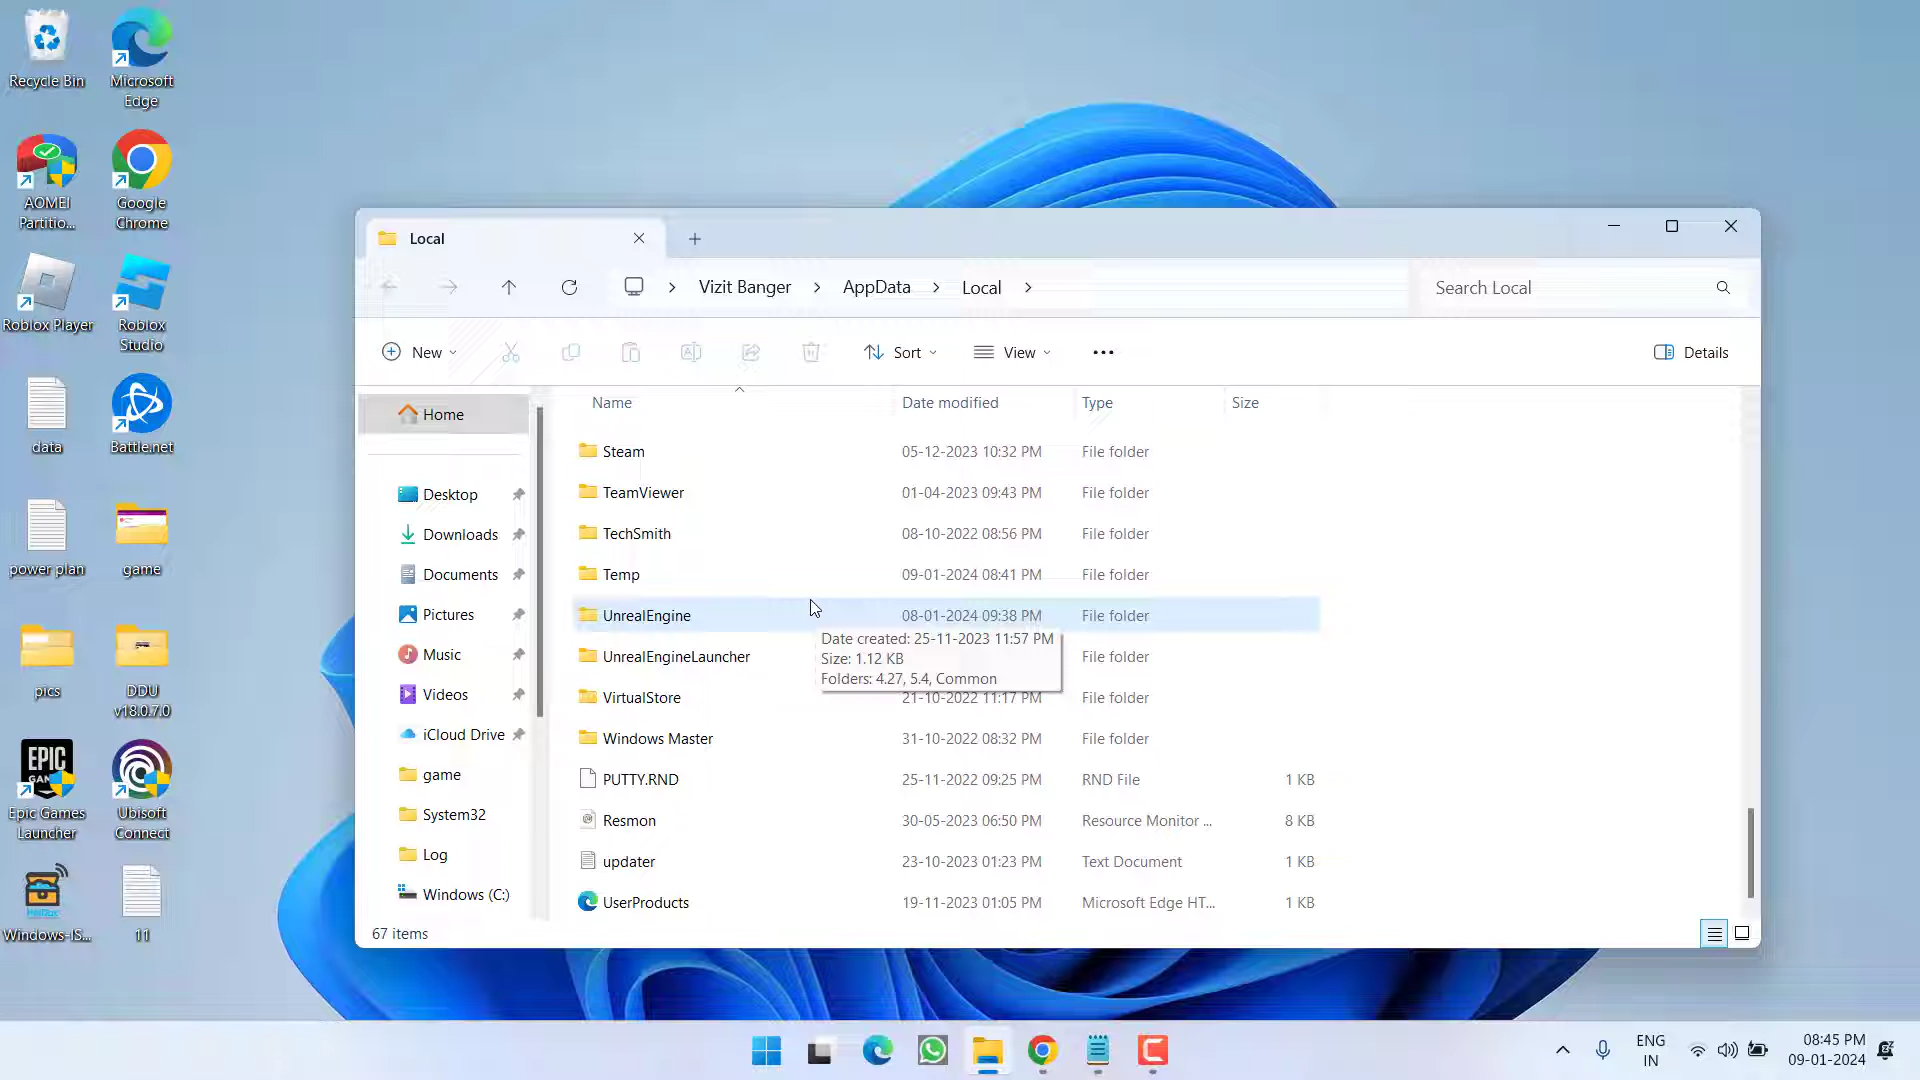 Recycle Bin
Microsoft
Edge
AOMEI
Partitio...
Google
Chrome
Roblox Player
Roblox
Studio
data
Battle.net
power plan
game
pics
DDU
v18.0.7.0
EPIC
Epic Games
Launcher
Ubisoft
Connect
Windows-IS...
11
Local
Vizit Banger
AppData
Local
Search Local
New
Sort
View
Details
Name
Date modified
Type
Size
Home
Desktop
Downloads
Documents
Pictures
Music
Videos
iCloud Drive
game
System32
Log
Windows (C:)
Steam 05-12-2023 10:32 PM File folder
TeamViewer 01-04-2023 09:43 PM File folder
TechSmith 08-10-2022 08:56 PM File folder
Temp 09-01-2024 08:41 PM File folder
UnrealEngine 08-01-2024 09:38 PM File folder
Date created: 25-11-2023 11:57 PM
Size: 1.12 KB
Folders: 4.27, 5.4, Common
UnrealEngineLauncher File folder
VirtualStore 21-10-2022 11:17 PM File folder
Windows Master 31-10-2022 08:32 PM File folder
PUTTY.RND 25-11-2022 09:25 PM RND File 1 KB
Resmon 30-05-2023 06:50 PM Resource Monitor ... 8 KB
updater 23-10-2023 01:23 PM Text Document 1 KB
UserProducts 19-11-2023 01:05 PM Microsoft Edge HT... 1 KB
67 items
ENG
IN
08:45 PM
09-01-2024